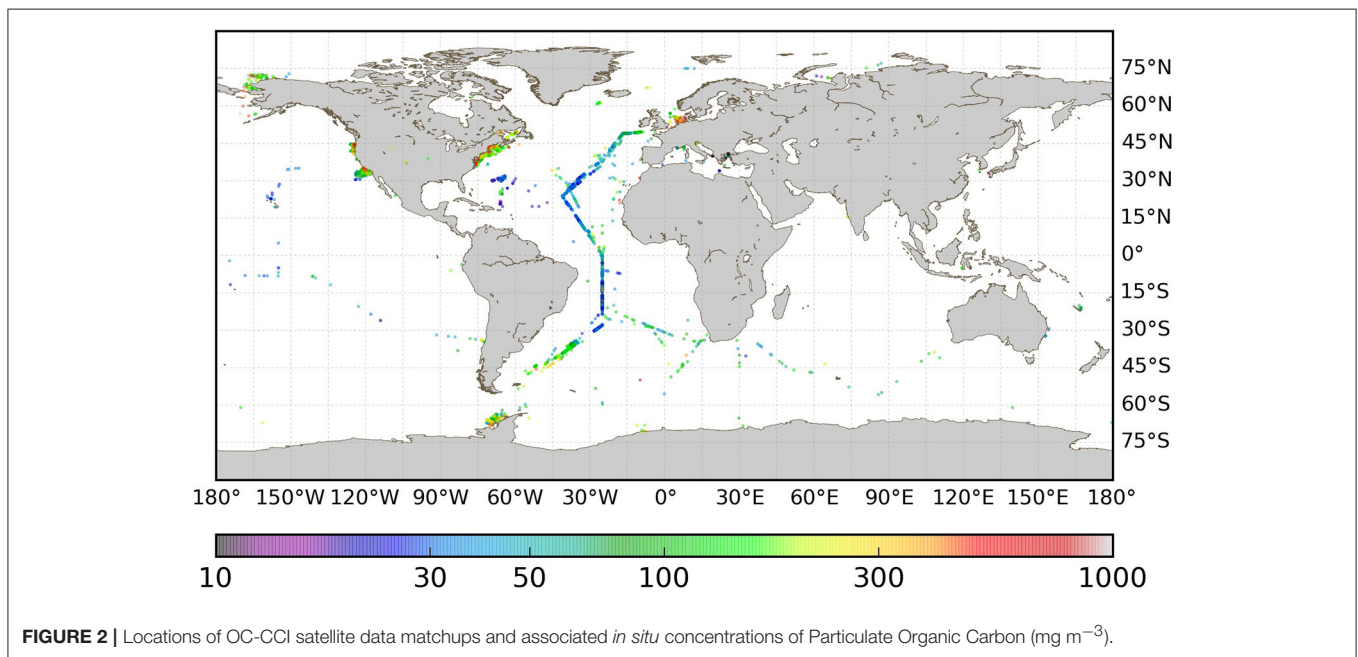 75°N
60°N
45°N
30°N
15°N
0°
15°S
30°S
45°S
60°S
75°S
180° 150°W 120°W 90°W 60°W 30°W 0° 30°E 60°E 90°E 120°E 150°E 180°
10 30 50 100 300 1000
FIGURE 2 | Locations of OC-CCI satellite data matchups and associated in situ concentrations of Particulate Organic Carbon (mg m−3).